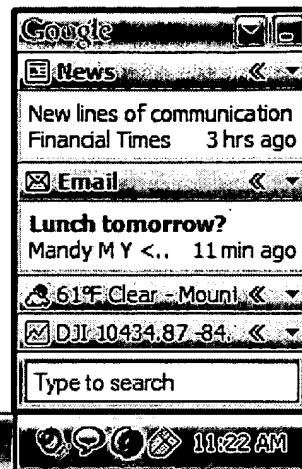 Google
News
New lines of communication
Financial Times 3 hrs ago
Email
Lunch tomorrow?
Mandy M Y <.. 11 min ago
61°F Clear - Mount
DJI 10434.87 -84.
Type to search
11:22 AM